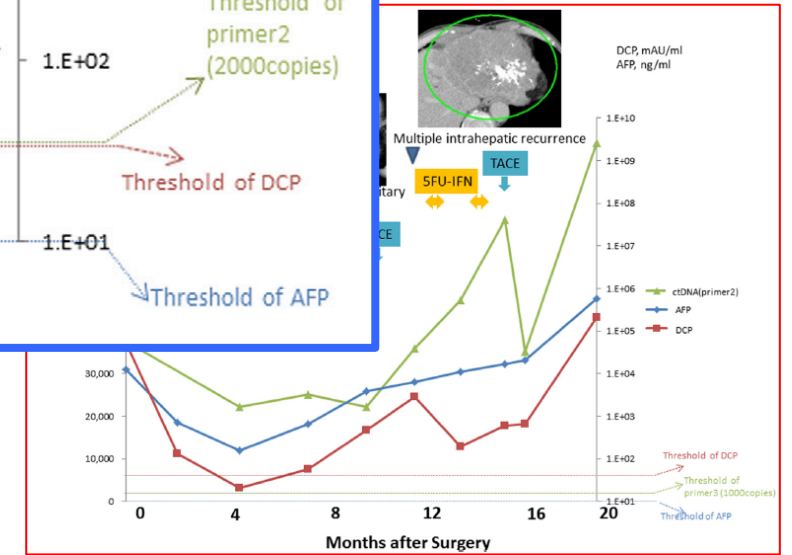 Threshold of
primer2
(2000copies)
1.E+02
Threshold of DCP
1.E+01
Threshold of AFP
DCP, mAU/ml
AFP, ng/ml
Multiple intrahepatic recurrence
TACE
5FU-IFN
itary
CE
1.E+10
1.E+09
1.E+08
1.E+07
1.E+06
1.E+05
1.E+04
1.E+03
1.E+02
1.E+01
ctDNA(primer2)
AFP
DCP
30,000
20,000
10,000
0
Threshold of DCP
Threshold of
primer3 (1000copies)
Threshold of AFP
0 4 8 12 16 20
Months after Surgery